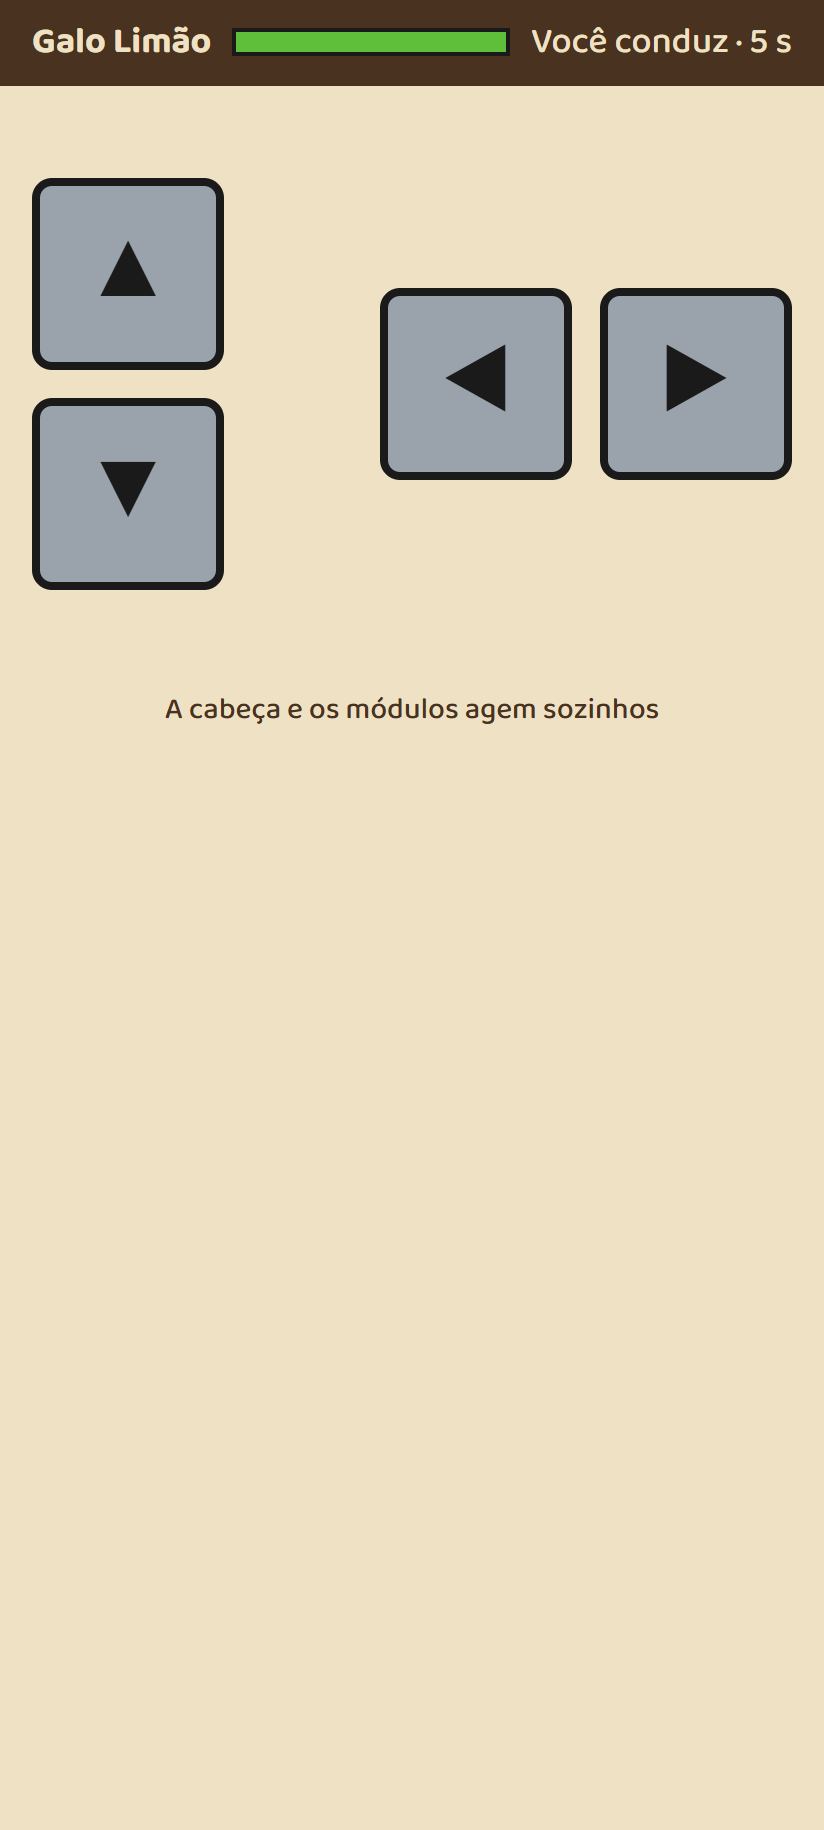 Galo Limão
Você conduz · 5 s
▲
◀ ▶
▼
A cabeça e os módulos agem sozinhos